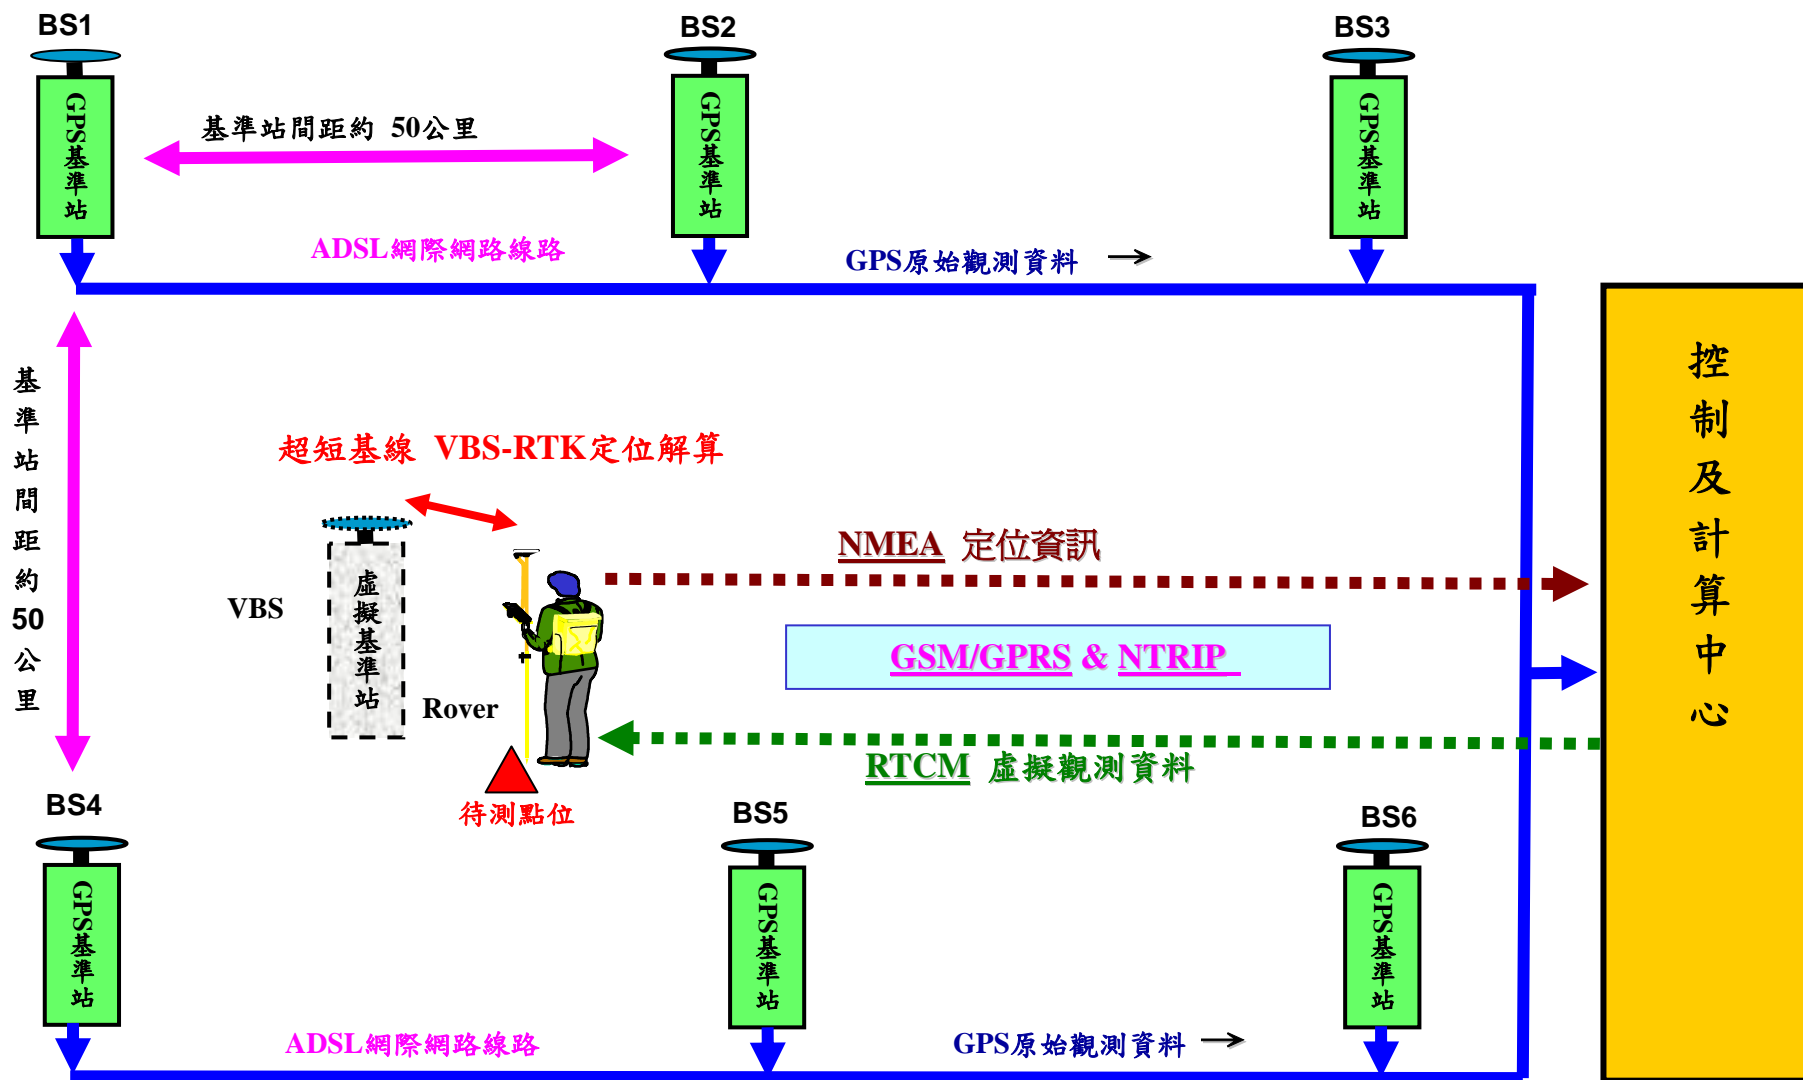 BS1
BS2
BS3
GPS基準站
GPS基準站
GPS基準站
基準站間距約 50公里
ADSL網際網路線路
GPS原始觀測資料 →
基準站間距約50公里
控制及計算中心
超短基線 VBS-RTK定位解算
NMEA 定位資訊
VBS
虛擬基準站
GSM/GPRS & NTRIP
Rover
RTCM 虛擬觀測資料
待測點位
BS4
BS5
BS6
GPS基準站
GPS基準站
GPS基準站
ADSL網際網路線路
GPS原始觀測資料 →